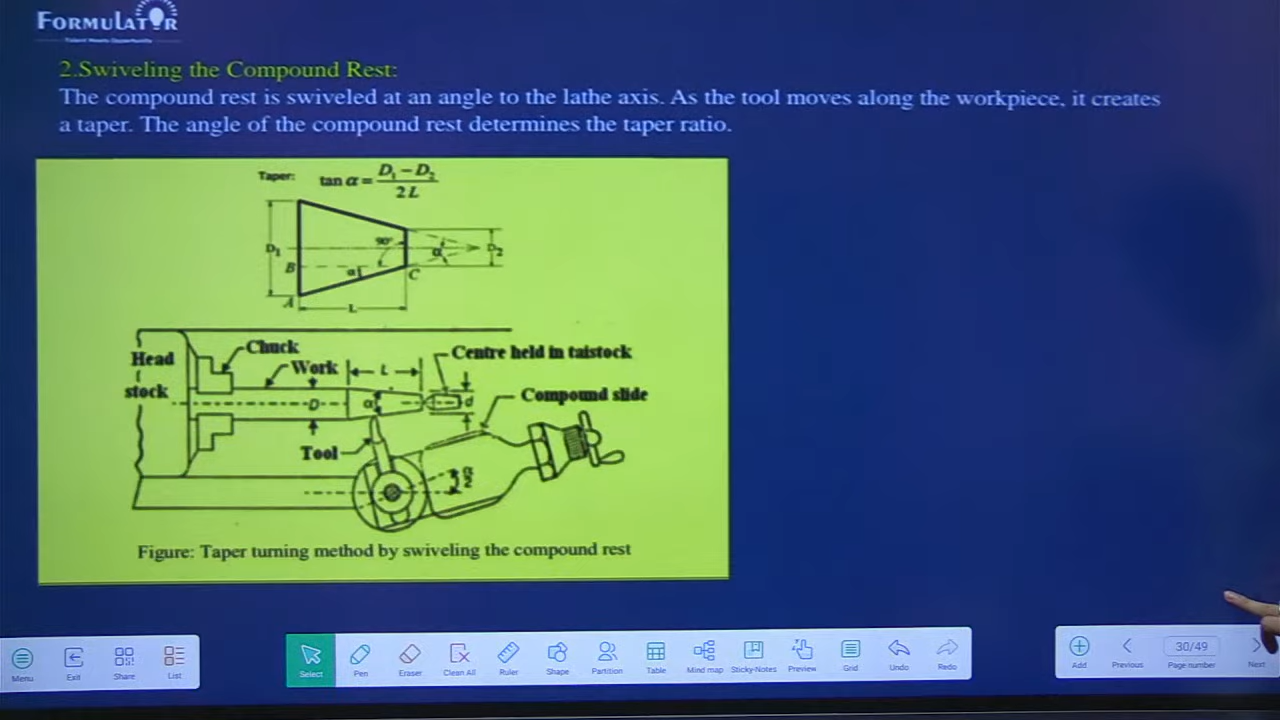 FORMULATOR
2.Swiveling the Compound Rest:
The compound rest is swiveled at an angle to the lathe axis. As the tool moves along the workpiece, it creates
a taper. The angle of the compound rest determines the taper ratio.
Taper: tan α = D₁ – D₂ / 2L
90°
D₁
α
D₂
B
α
C
A
L
Head
stock
Chuck
Work
L
Centre held in taistock
D
α
d
Compound slide
Tool
α/2
Figure: Taper turning method by swiveling the compound rest
Menu
Exit
Share
List
Select
Pen
Eraser
Clean All
Ruler
Shape
Partition
Table
Mind map
Sticky-Notes
Preview
Grid
Undo
Redo
Add
Previous
30/49
Page number
Next